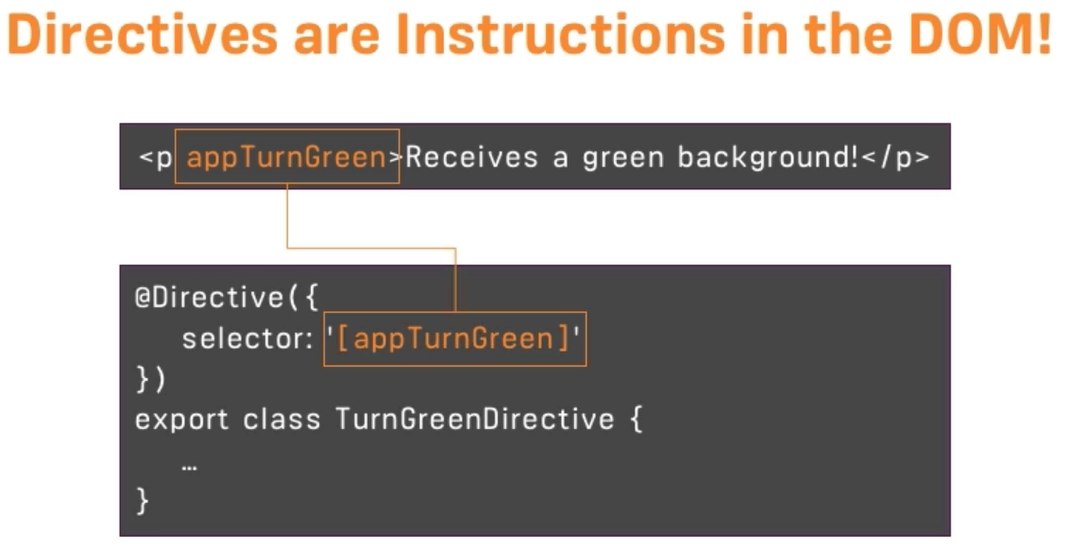 Directives are Instructions in the DOM!
<p appTurnGreen>Receives a green background!</p>
@Directive({
selector: '[appTurnGreen]'
})
export class TurnGreenDirective {
…
}